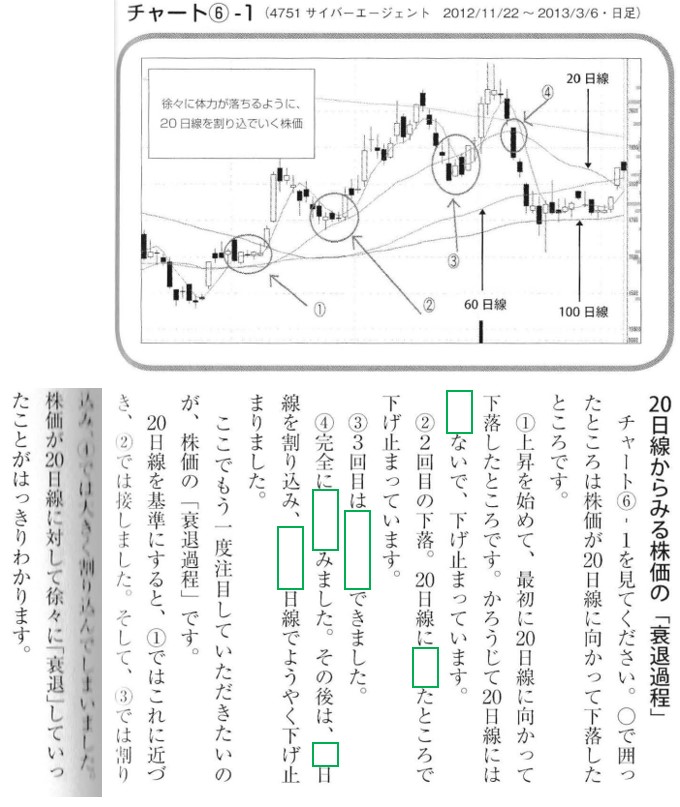 チャート⑥-1（4751 サイバーエージェント　2012/11/22～2013/3/6・日足）
徐々に体力が落ちるように、
20日線を割り込でいく株価
20日線
④
③
②
①
60日線
100日線
20日線からみる株価の「衰退過程」
チャート⑥-1を見てください。○で囲っ
たところは株価が20日線に向かって下落した
ところです。
①上昇を始めて、最初に20日線に向かって
下落したところです。かろうじて20日線には
ないで、下げ止まっています。
②2回目の下落。20日線に　たところで
下げ止まっています。
③3回目は　できました。
④完全に　みました。その後は、　日
線を割り込み、　日線でようやく下げ止
まりました。
ここでもう一度注目していただきたいの
が、株価の「衰退過程」です。
20日線を基準にすると、①ではこれに近づ
き、②では接しました。そして、③では割り
込み、④では大きく割り込んでしまいました。
株価が20日線に対して徐々に「衰退」していっ
たことがはっきりわかります。